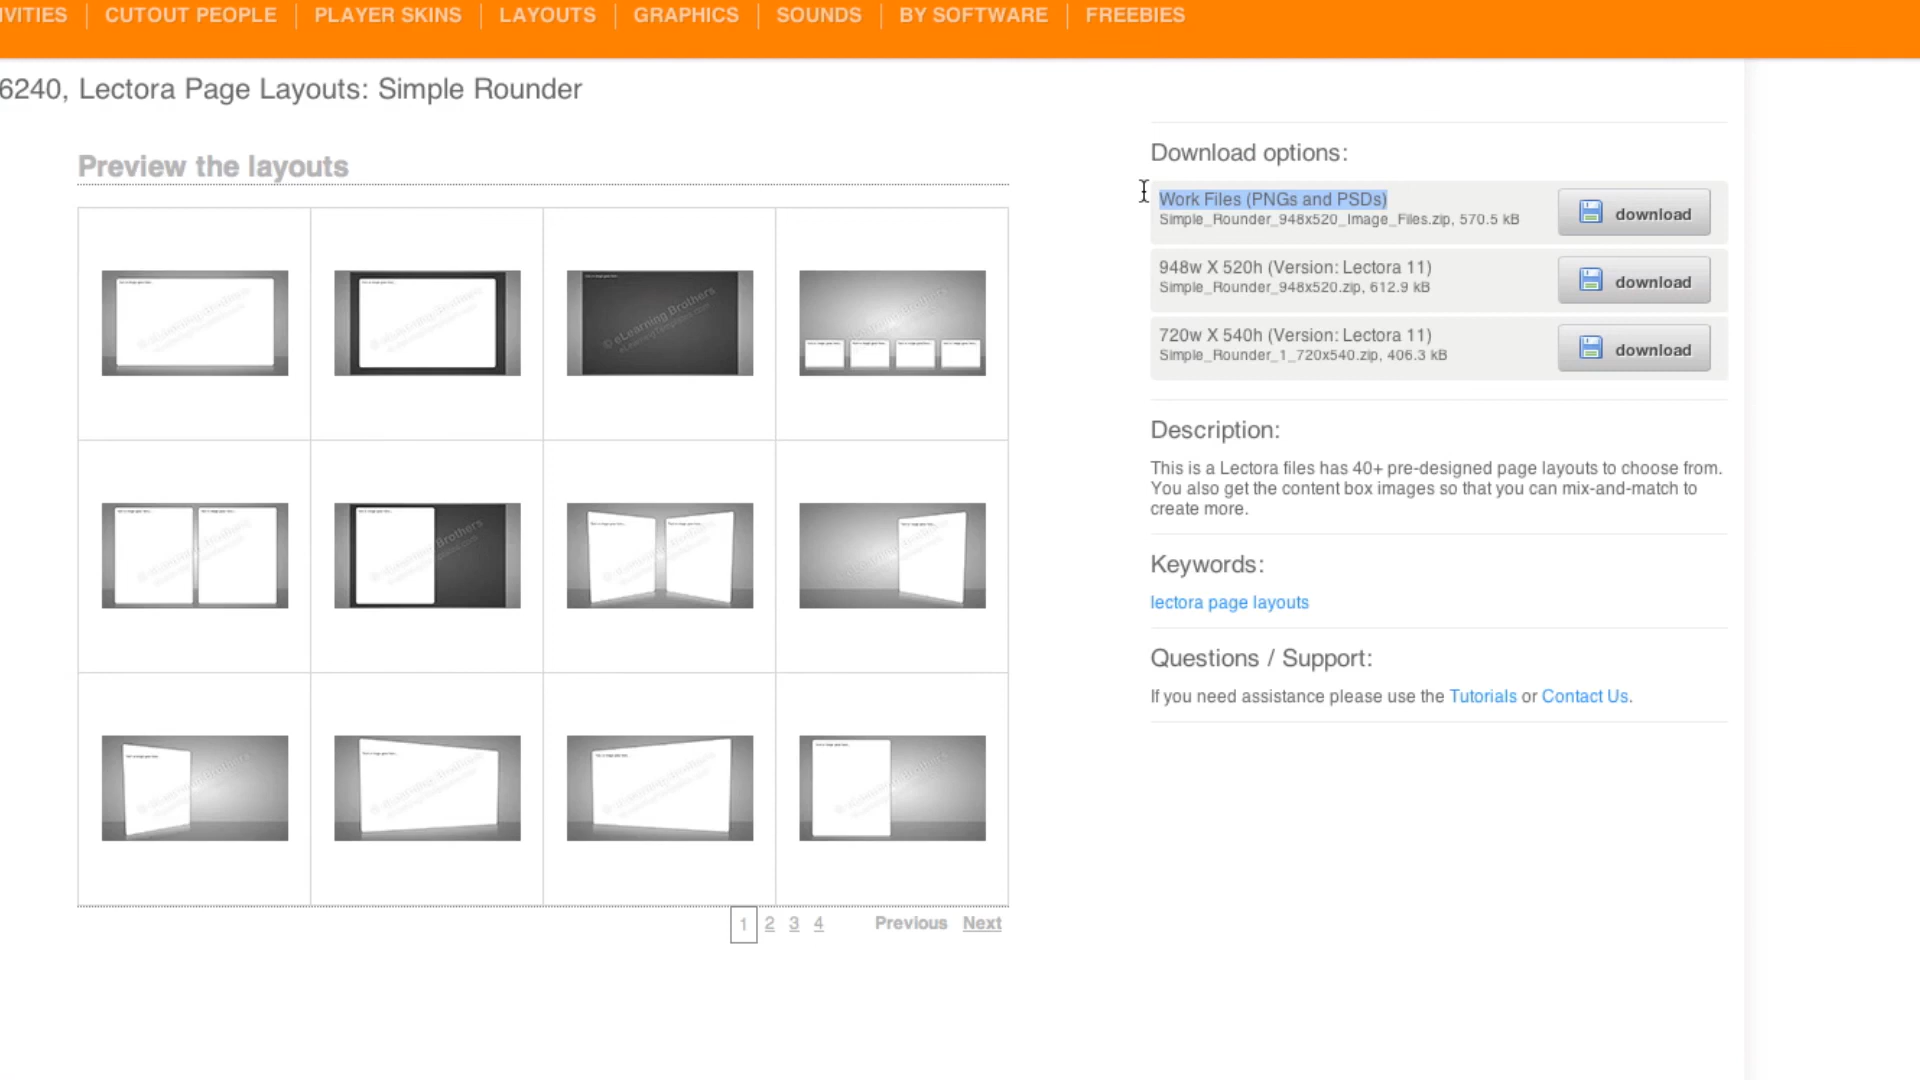 IVITIES CUTOUT PEOPLE PLAYER SKINS LAYOUTS GRAPHICS SOUNDS BY SOFTWARE FREEBIES
6240, Lectora Page Layouts: Simple Rounder
Preview the layouts
© eLearning Brothers
eLearningTemplates.com
1 2 3 4 Previous Next
Download options:
Work Files (PNGs and PSDs)
Simple_Rounder_948x520_Image_Files.zip, 570.5 kB
download
948w X 520h (Version: Lectora 11)
Simple_Rounder_948x520.zip, 612.9 kB
download
720w X 540h (Version: Lectora 11)
Simple_Rounder_1_720x540.zip, 406.3 kB
download
Description:
This is a Lectora files has 40+ pre-designed page layouts to choose from.
You also get the content box images so that you can mix-and-match to
create more.
Keywords:
lectora page layouts
Questions / Support:
If you need assistance please use the Tutorials or Contact Us.